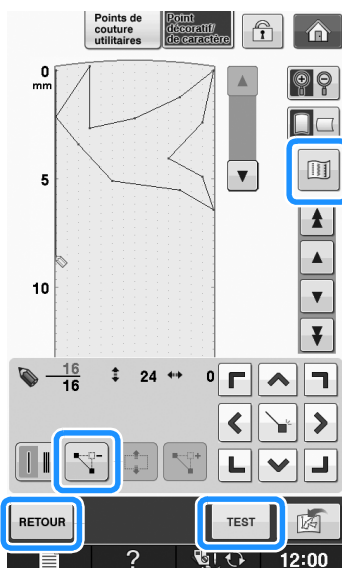 Points de
couture
utilitaires
Point
décoratif/
de caractère
0
mm
5
10
16
16
24
0
RETOUR
TEST
?
12:00